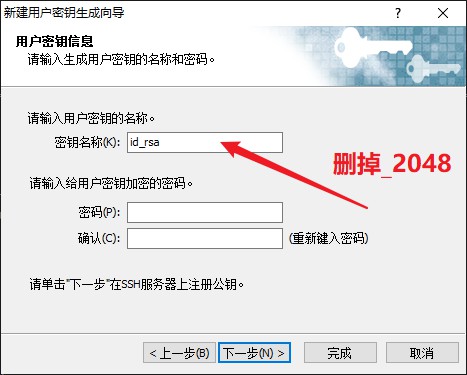 新建用户密钥生成向导
用户密钥信息
请输入生成用户密钥的名称和密码。
请输入用户密钥的名称。
密钥名称(K): id_rsa
删掉_2048
请输入给用户密钥加密的密码。
密码(P):
确认(C): (重新键入密码)
请单击"下一步"在SSH服务器上注册公钥。
< 上一步(B) 下一步(N) > 完成 取消